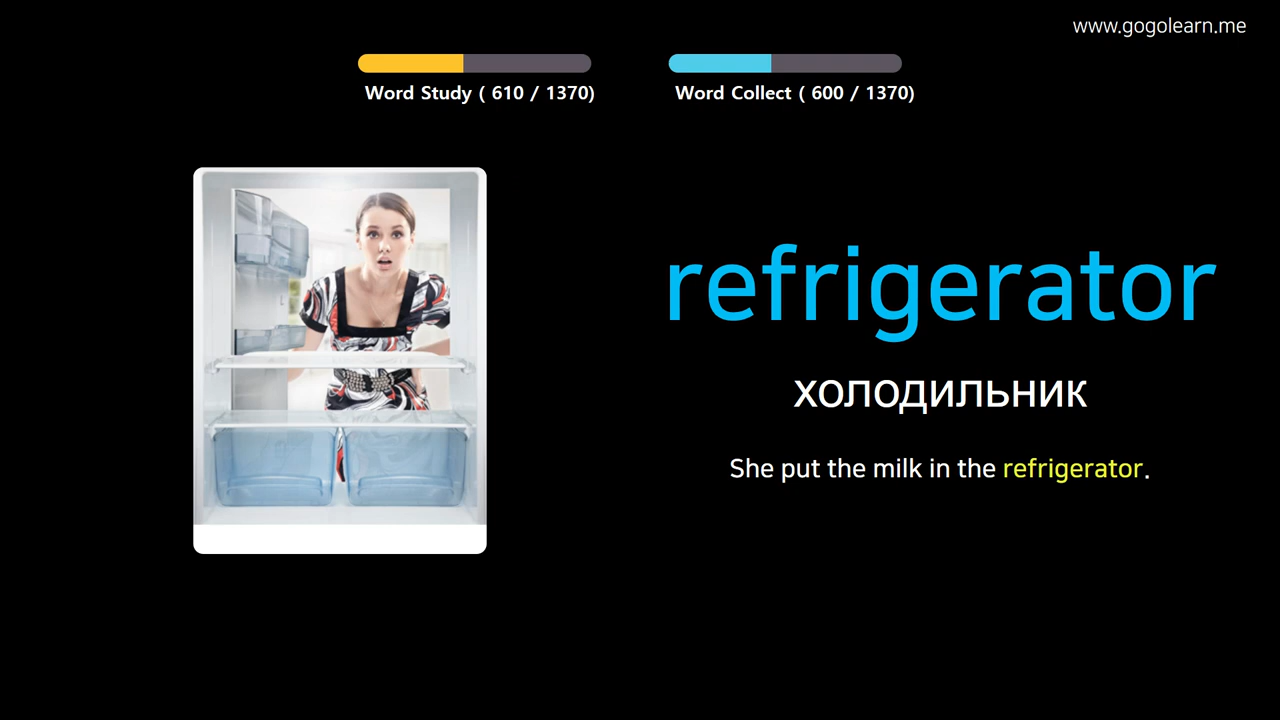 www.gogolearn.me
Word Study ( 610 / 1370)
Word Collect ( 600 / 1370)
refrigerator
холодильник
She put the milk in the refrigerator.